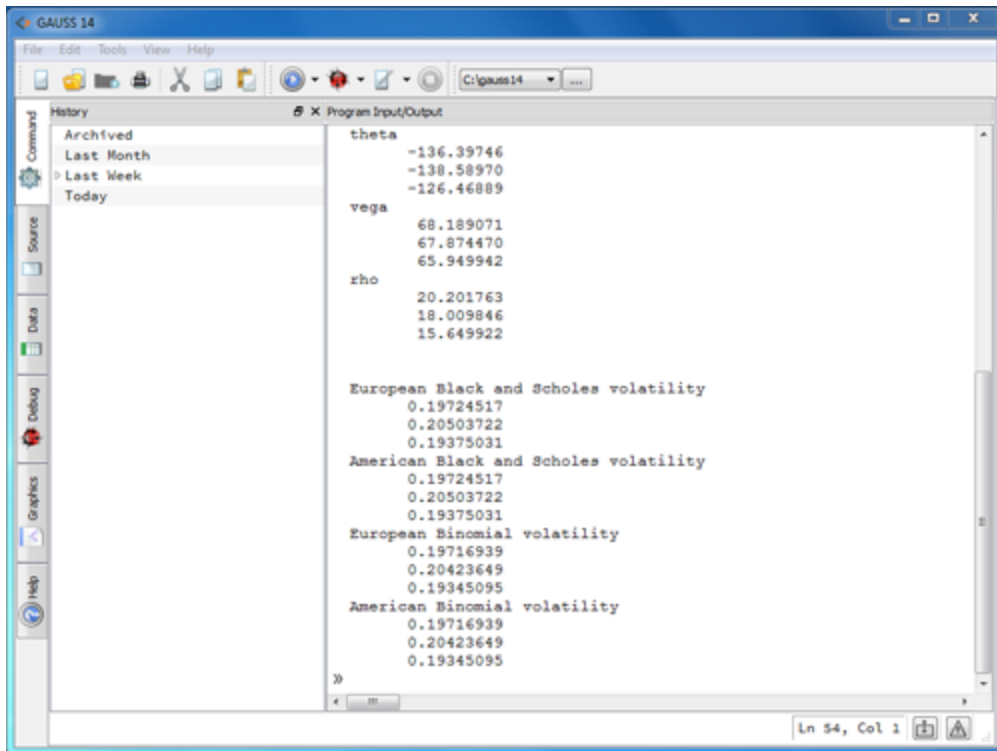 GAUSS 14
File Edit Tools View Help
C:\gauss14
...
Command
Source
Data
Debug
Graphics
Help
History
Archived
Last Month
Last Week
Today
Program Input/Output
theta
-136.39746
-138.58970
-126.46889
vega
68.189071
67.874470
65.949942
rho
20.201763
18.009846
15.649922
European Black and Scholes volatility
0.19724517
0.20503722
0.19375031
American Black and Scholes volatility
0.19724517
0.20503722
0.19375031
European Binomial volatility
0.19716939
0.20423649
0.19345095
American Binomial volatility
0.19716939
0.20423649
0.19345095
»
Ln 54, Col 1